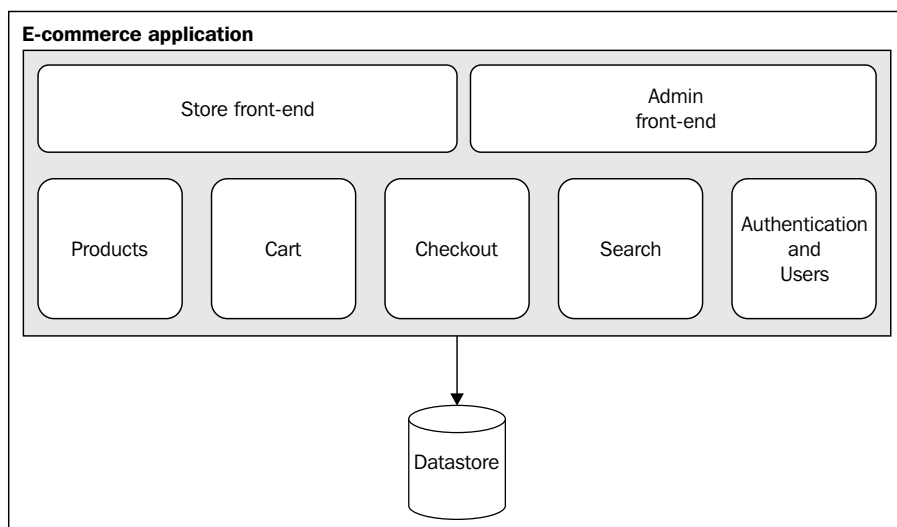 E-commerce application
Store front-end
Admin
front-end
Products
Cart
Checkout
Search
Authentication
and
Users
Datastore